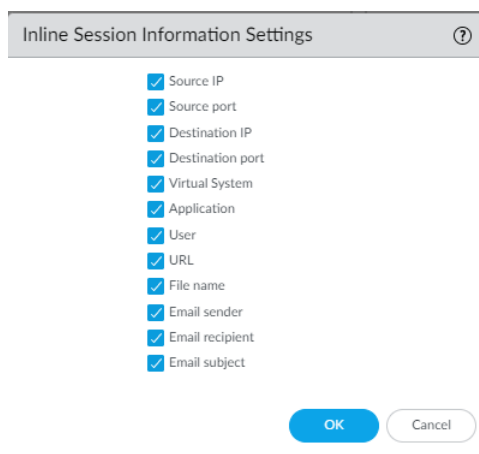 Inline Session Information Settings
?
Source IP
Source port
Destination IP
Destination port
Virtual System
Application
User
URL
File name
Email sender
Email recipient
Email subject
OK Cancel